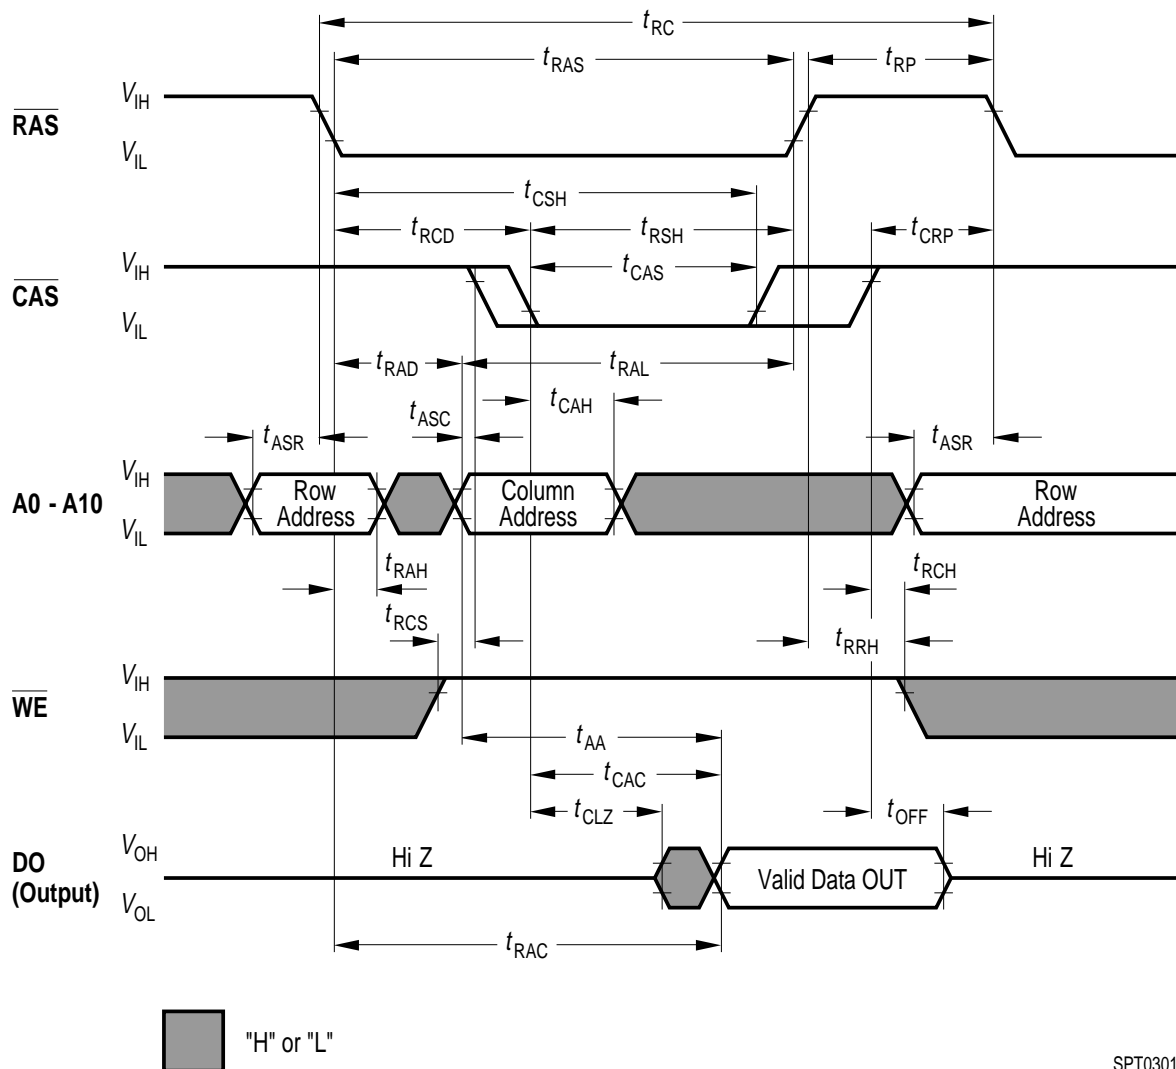 tRC
tRAS
tRP
RAS
VIH
VIL
tCSH
tRCD
tRSH
tCRP
CAS
VIH
VIL
tCAS
tRAD
tRAL
tASC
tCAH
tASR
tASR
A0 - A10
VIH
VIL
Row
Address
Column
Address
Row
Address
tRAH
tRCH
tRCS
tRRH
WE
VIH
VIL
tAA
tCAC
tCLZ
tOFF
DO
(Output)
VOH
VOL
Hi Z
Valid Data OUT
Hi Z
tRAC
"H" or "L"
SPT0301